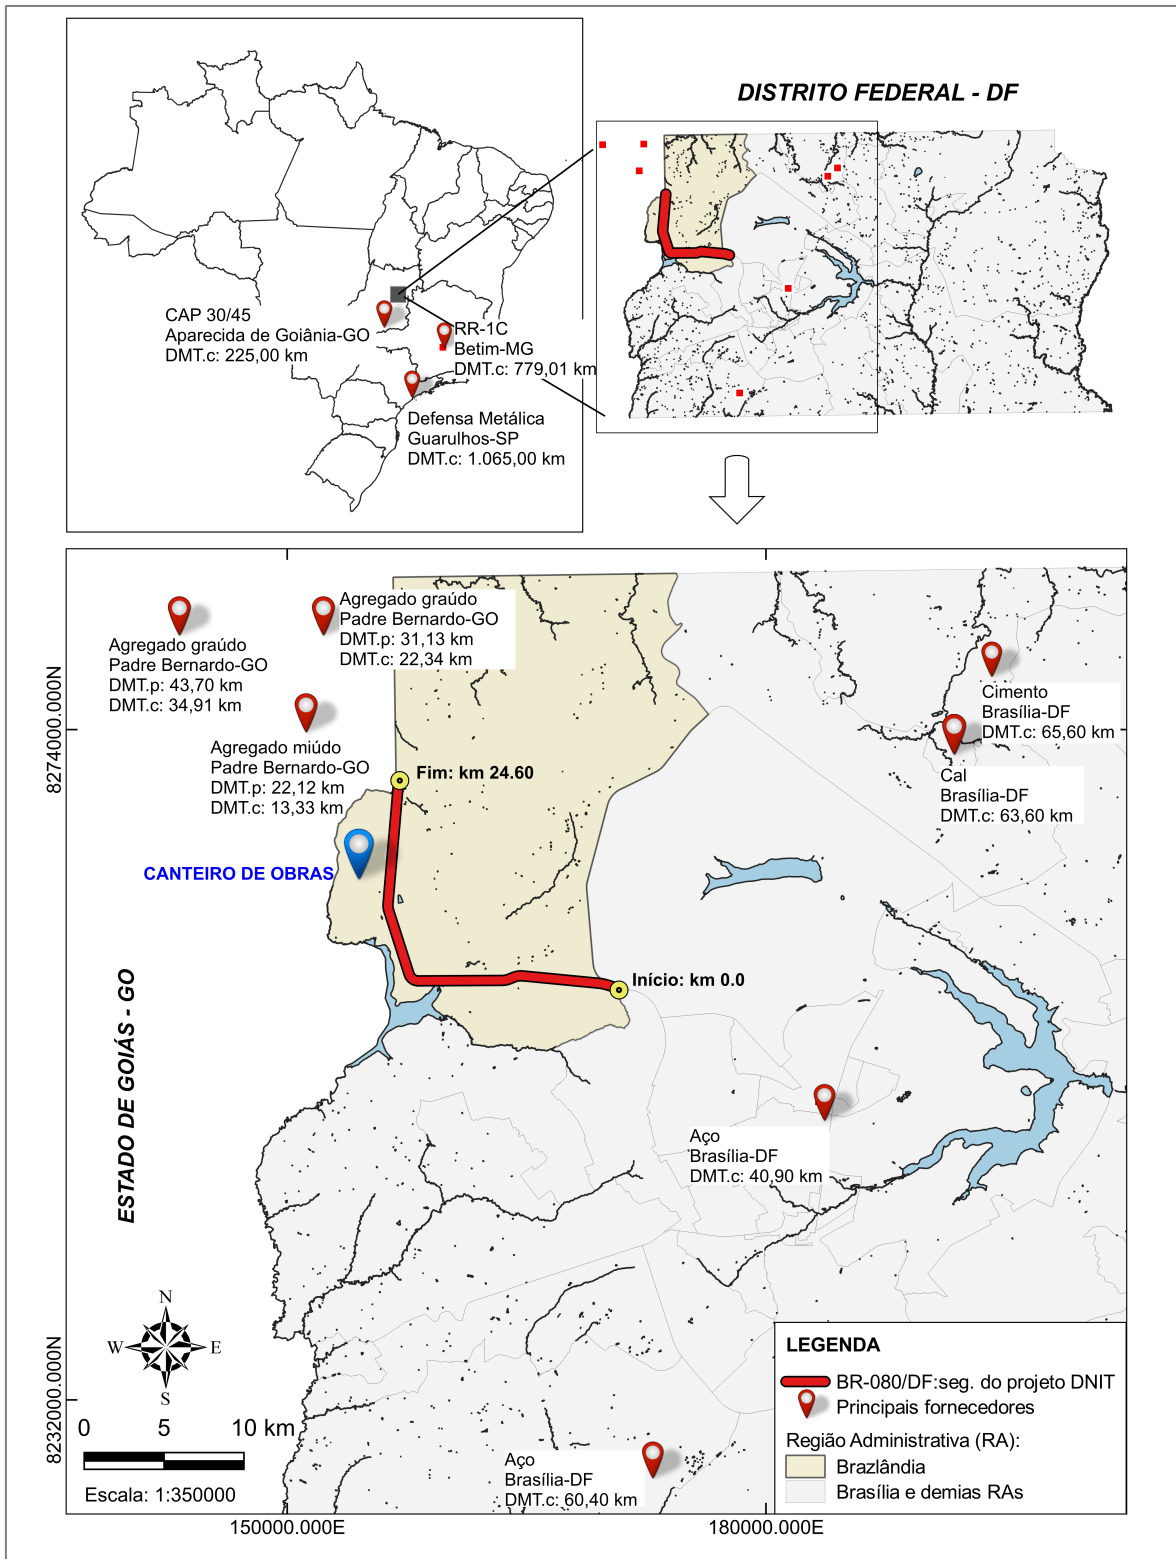 DISTRITO FEDERAL - DF
CAP 30/45
Aparecida de Goiânia-GO
DMT.c: 225,00 km
RR-1C
Betim-MG
DMT.c: 779,01 km
Defensa Metálica
Guarulhos-SP
DMT.c: 1.065,00 km
Agregado graúdo
Padre Bernardo-GO
DMT.p: 31,13 km
DMT.c: 22,34 km
Agregado graúdo
Padre Bernardo-GO
DMT.p: 43,70 km
DMT.c: 34,91 km
Cimento
Brasília-DF
DMT.c: 65,60 km
Agregado miúdo
Padre Bernardo-GO
DMT.p: 22,12 km
DMT.c: 13,33 km
Cal
Brasília-DF
DMT.c: 63,60 km
Fim: km 24.60
CANTEIRO DE OBRAS
Início: km 0.0
ESTADO DE GOIÁS - GO
Aço
Brasília-DF
DMT.c: 40,90 km
Aço
Brasília-DF
DMT.c: 60,40 km
N
W
E
S
0 5 10 km
Escala: 1:350000
8274000.000N
8232000.000N
150000.000E
180000.000E
LEGENDA
BR-080/DF:seg. do projeto DNIT
Principais fornecedores
Região Administrativa (RA):
Brazlândia
Brasília e demias RAs